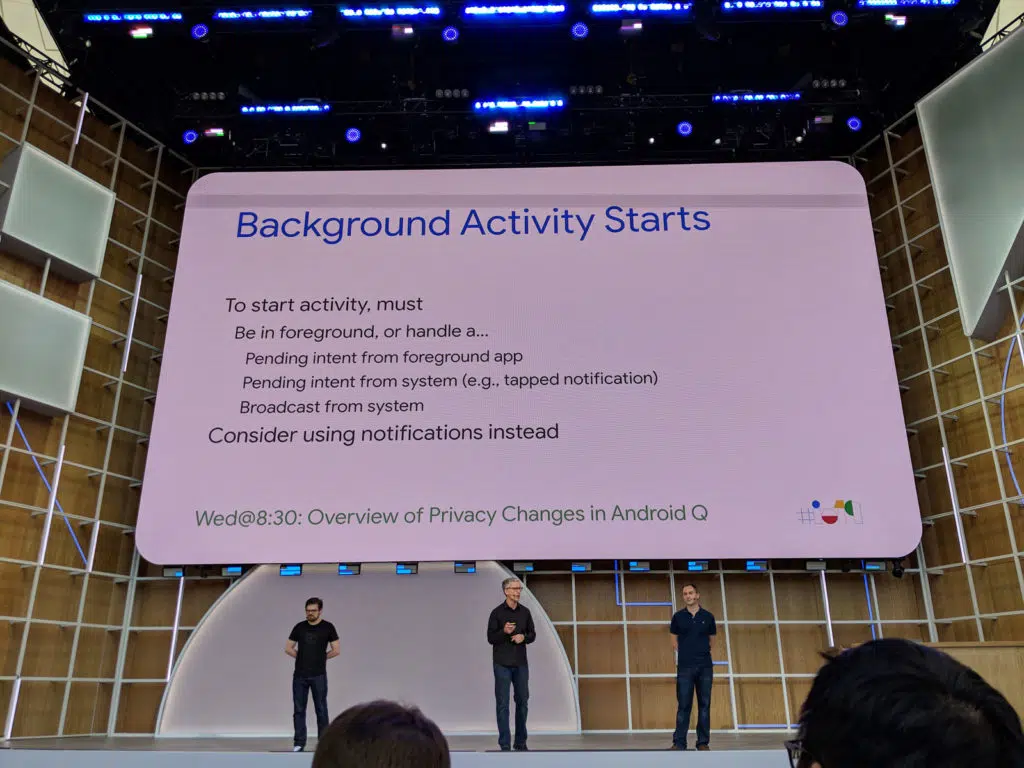 Background Activity Starts
To start activity, must
Be in foreground, or handle a...
Pending intent from foreground app
Pending intent from system (e.g., tapped notification)
Broadcast from system
Consider using notifications instead
Wed@8:30: Overview of Privacy Changes in Android Q